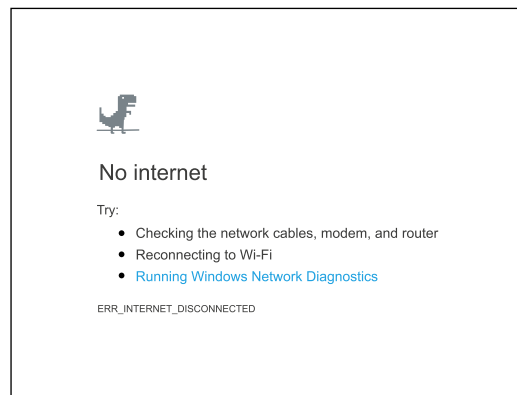 No internet
Try:
Checking the network cables, modem, and router
Reconnecting to Wi-Fi
Running Windows Network Diagnostics
ERR_INTERNET_DISCONNECTED